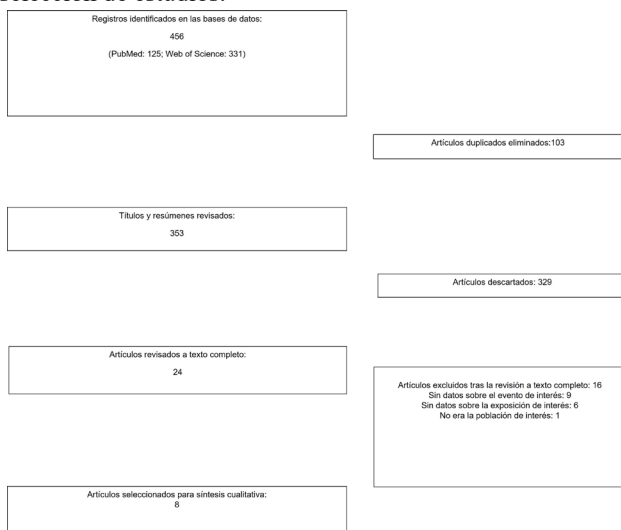 Registros identificados en las bases de datos:
456
(PubMed: 125; Web of Science: 331)
Artículos duplicados eliminados:103
Títulos y resúmenes revisados:
353
Artículos descartados: 329
Artículos revisados a texto completo:
24
Artículos excluidos tras la revisión a texto completo: 16
Sin datos sobre el evento de interés: 9
Sin datos sobre la exposición de interés: 6
No era la población de interés: 1
Artículos seleccionados para síntesis cualitativa:
8